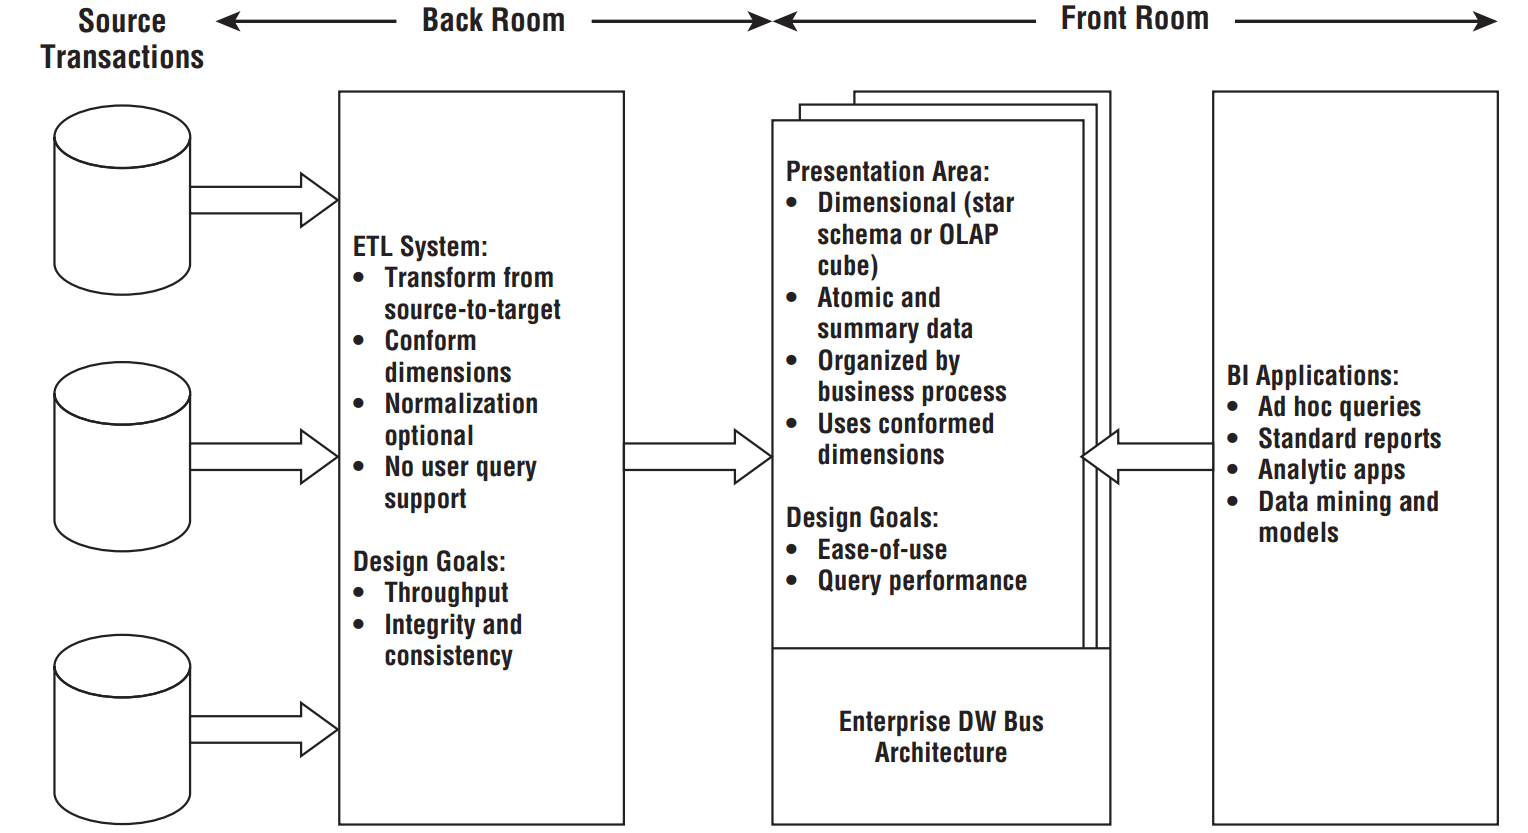 Source
Transactions
Back Room
Front Room
ETL System:
• Transform from
source-to-target
• Conform
dimensions
• Normalization
optional
• No user query
support
Design Goals:
• Throughput
• Integrity and
consistency
Presentation Area:
• Dimensional (star
schema or OLAP
cube)
• Atomic and
summary data
• Organized by
business process
• Uses conformed
dimensions
Design Goals:
• Ease-of-use
• Query performance
Enterprise DW Bus
Architecture
BI Applications:
• Ad hoc queries
• Standard reports
• Analytic apps
• Data mining and
models